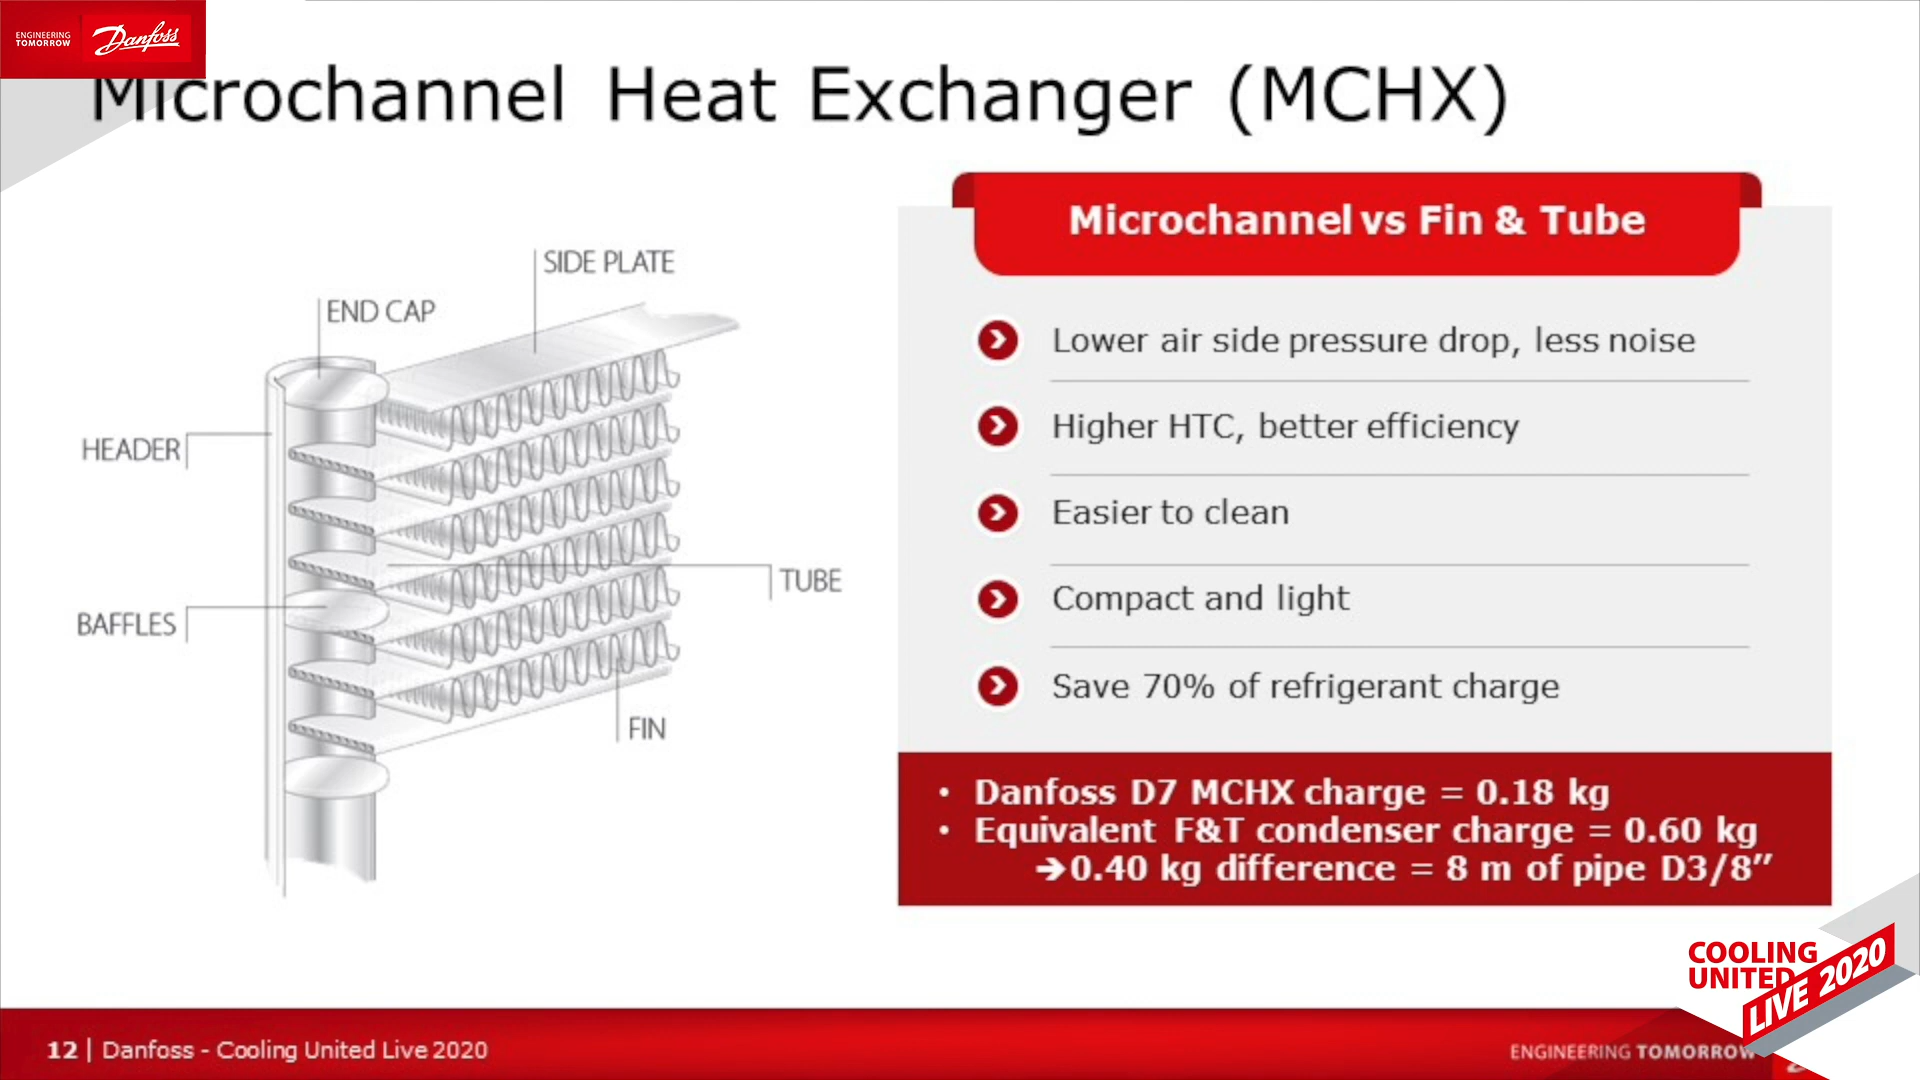 ENGINEERING
TOMORROW
Danfoss
Microchannel Heat Exchanger (MCHX)
SIDE PLATE
END CAP
HEADER
TUBE
BAFFLES
FIN
Microchannel vs Fin & Tube
Lower air side pressure drop, less noise
Higher HTC, better efficiency
Easier to clean
Compact and light
Save 70% of refrigerant charge
• Danfoss D7 MCHX charge = 0.18 kg
• Equivalent F&T condenser charge = 0.60 kg
➔0.40 kg difference = 8 m of pipe D3/8”
COOLING
UNITED
LIVE 2020
12 | Danfoss - Cooling United Live 2020
ENGINEERING TOMORROW